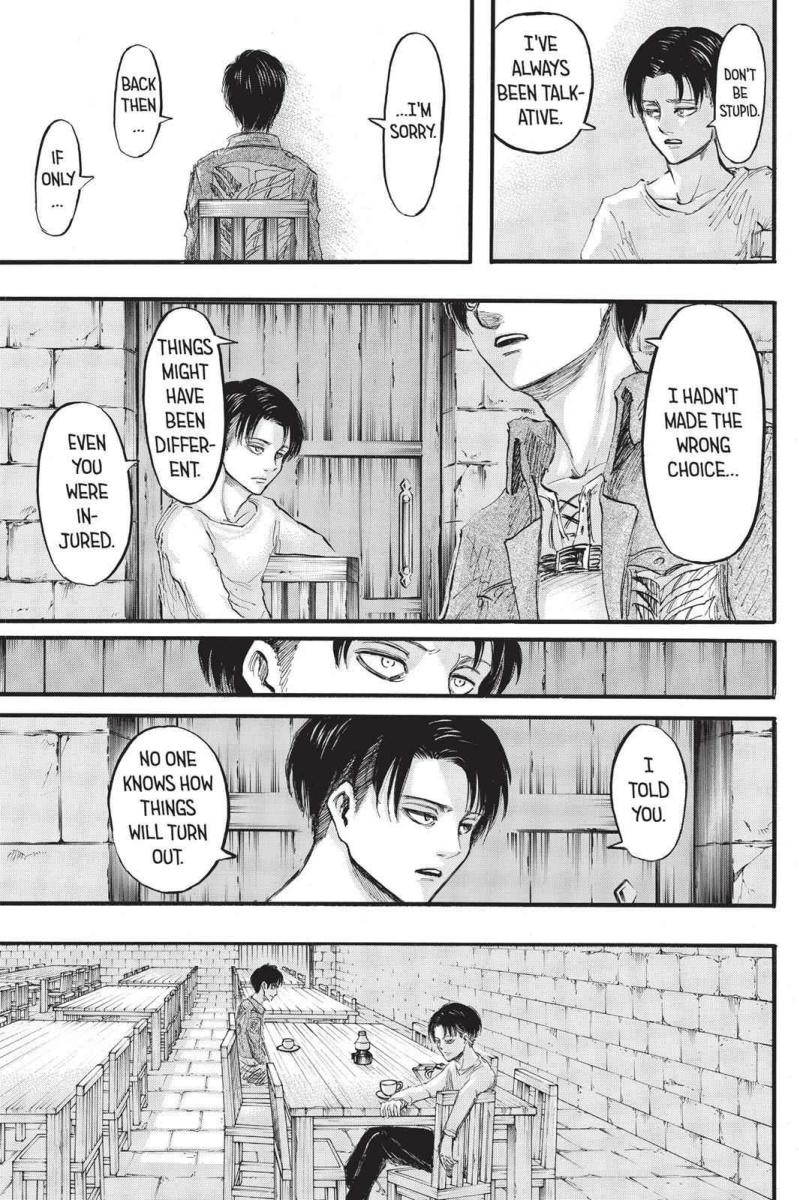 DON'T
BE
STUPID.
I'VE
ALWAYS
BEEN TALK-
ATIVE.
...I'M
SORRY.
BACK
THEN
...
IF
ONLY
...
I HADN'T
MADE THE
WRONG
CHOICE...
THINGS
MIGHT
HAVE
BEEN
DIFFER-
ENT.
EVEN
YOU
WERE
IN-
JURED.
I
TOLD
YOU.
NO ONE
KNOWS HOW
THINGS
WILL TURN
OUT.